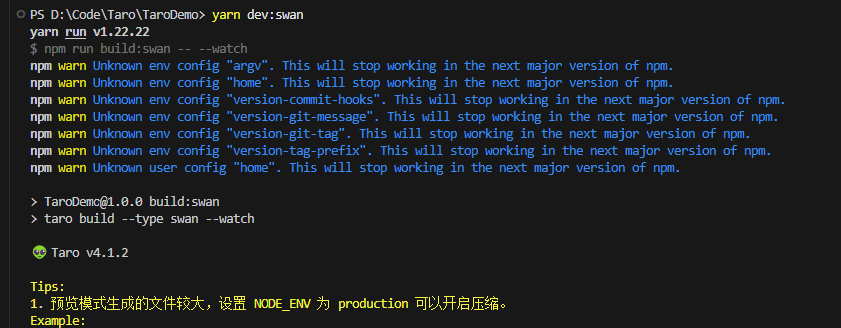 PS D:\Code\Taro\TaroDemo> yarn dev:swan
yarn run v1.22.22
$ npm run build:swan -- --watch
npm warn Unknown env config "argv". This will stop working in the next major version of npm.
npm warn Unknown env config "home". This will stop working in the next major version of npm.
npm warn Unknown env config "version-commit-hooks". This will stop working in the next major version of npm.
npm warn Unknown env config "version-git-message". This will stop working in the next major version of npm.
npm warn Unknown env config "version-git-tag". This will stop working in the next major version of npm.
npm warn Unknown env config "version-tag-prefix". This will stop working in the next major version of npm.
npm warn Unknown user config "home". This will stop working in the next major version of npm.
> TaroDemo@1.0.0 build:swan
> taro build --type swan --watch
👽 Taro v4.1.2
Tips:
1. 预览模式生成的文件较大，设置 NODE_ENV 为 production 可以开启压缩。
Example: